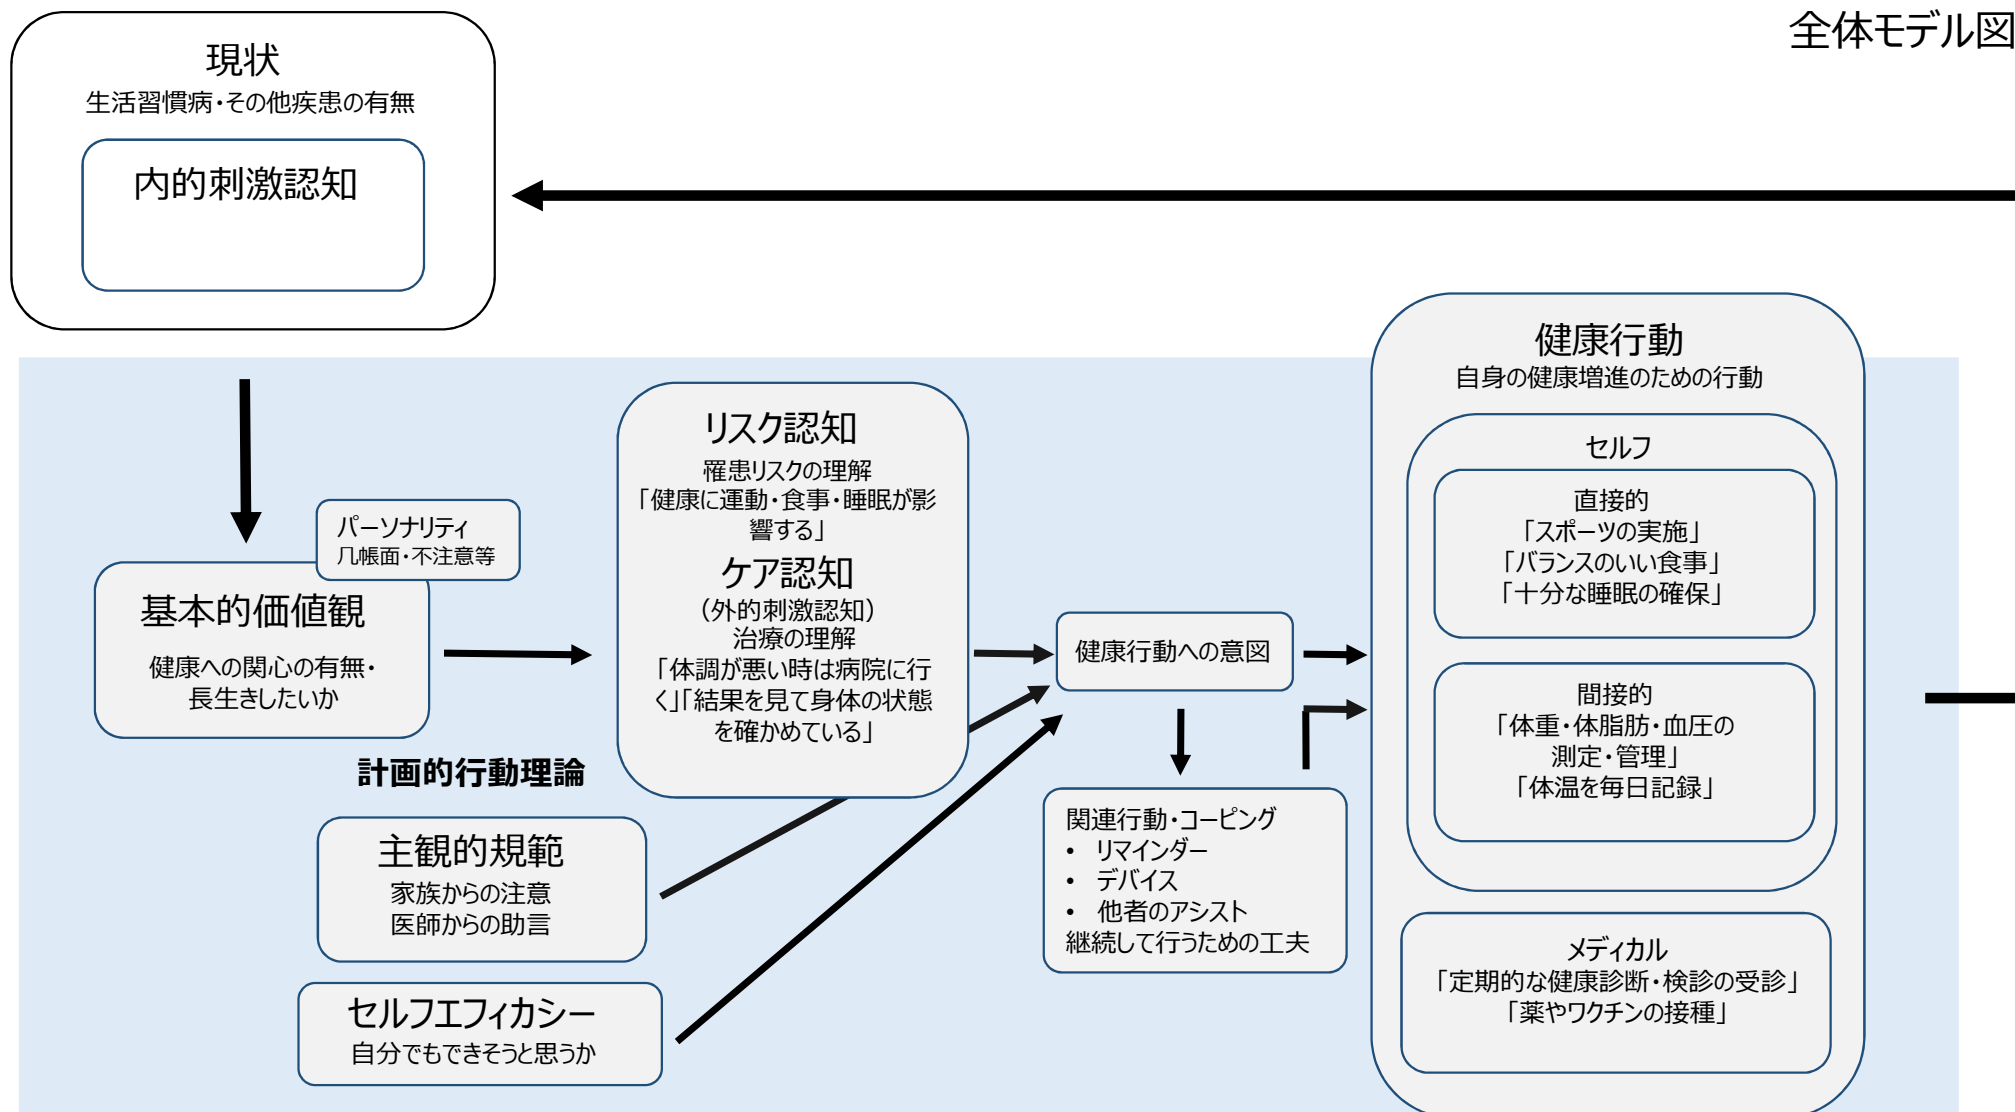 全体モデル図
現状
生活習慣病・その他疾患の有無
内的刺激認知
パーソナリティ
几帳面・不注意等
基本的価値観
健康への関心の有無・
長生きしたいか
リスク認知
罹患リスクの理解
「健康に運動・食事・睡眠が影
響する」
ケア認知
（外的刺激認知）
治療の理解
「体調が悪い時は病院に行
く」「結果を見て身体の状態
を確かめている」
計画的行動理論
主観的規範
家族からの注意
医師からの助言
セルフエフィカシー
自分でもできそうと思うか
健康行動への意図
関連行動・コーピング
• リマインダー
• デバイス
• 他者のアシスト
継続して行うための工夫
健康行動
自身の健康増進のための行動
セルフ
直接的
「スポーツの実施」
「バランスのいい食事」
「十分な睡眠の確保」
間接的
「体重・体脂肪・血圧の
測定・管理」
「体温を毎日記録」
メディカル
「定期的な健康診断・検診の受診」
「薬やワクチンの接種」